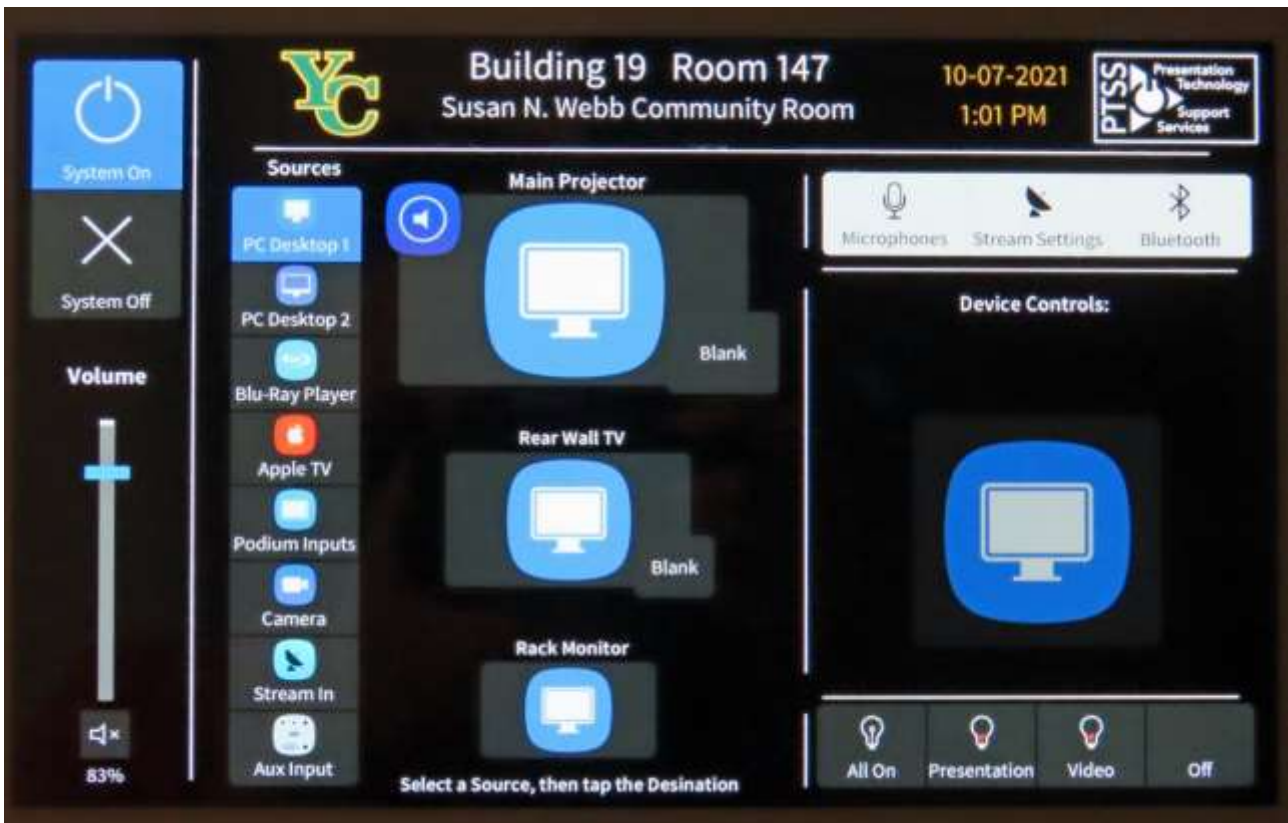 YC
Building 19 Room 147
Susan N. Webb Community Room
10-07-2021
1:01 PM
PTSS
Presentation
Technology
Support
Services
System On
System Off
Volume
83%
Sources
PC Desktop 1
PC Desktop 2
Blu-Ray Player
Apple TV
Podium Inputs
Camera
Stream In
Aux Input
Main Projector
Blank
Rear Wall TV
Blank
Rack Monitor
Select a Source, then tap the Desination
Microphones Stream Settings Bluetooth
Device Controls:
All On Presentation Video Off